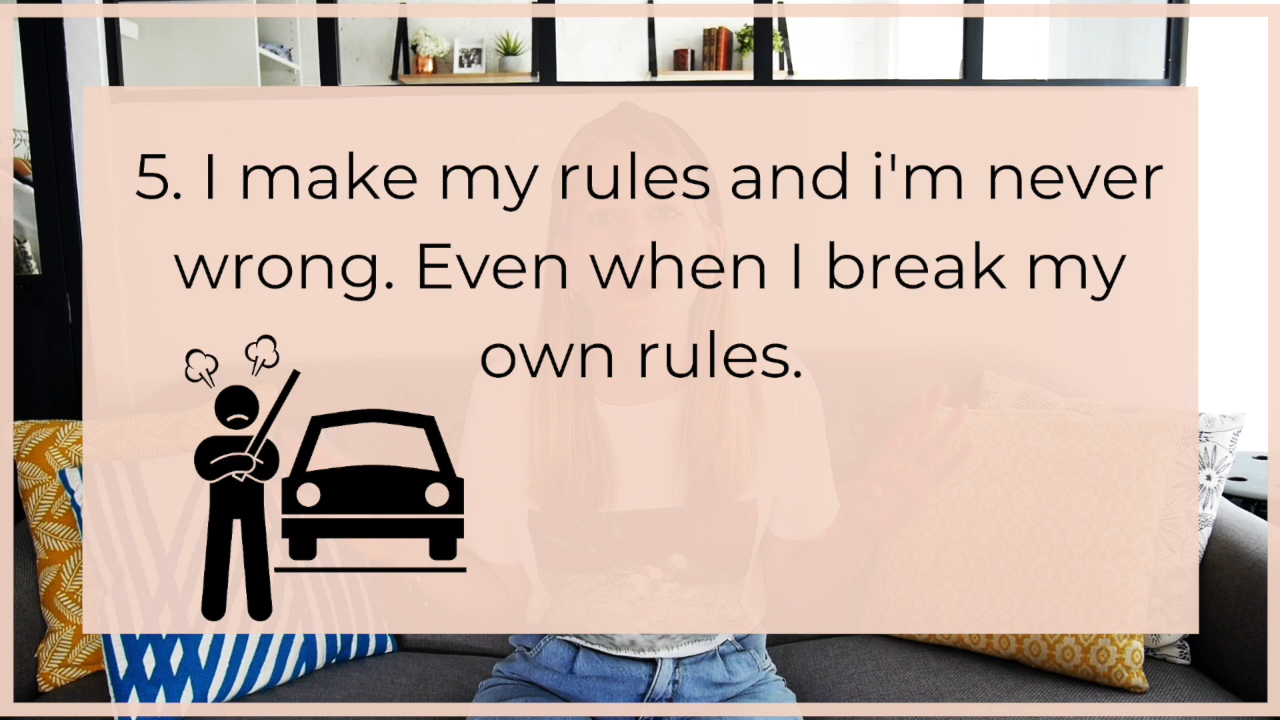 5. I make my rules and i'm never
wrong. Even when I break my
own rules.